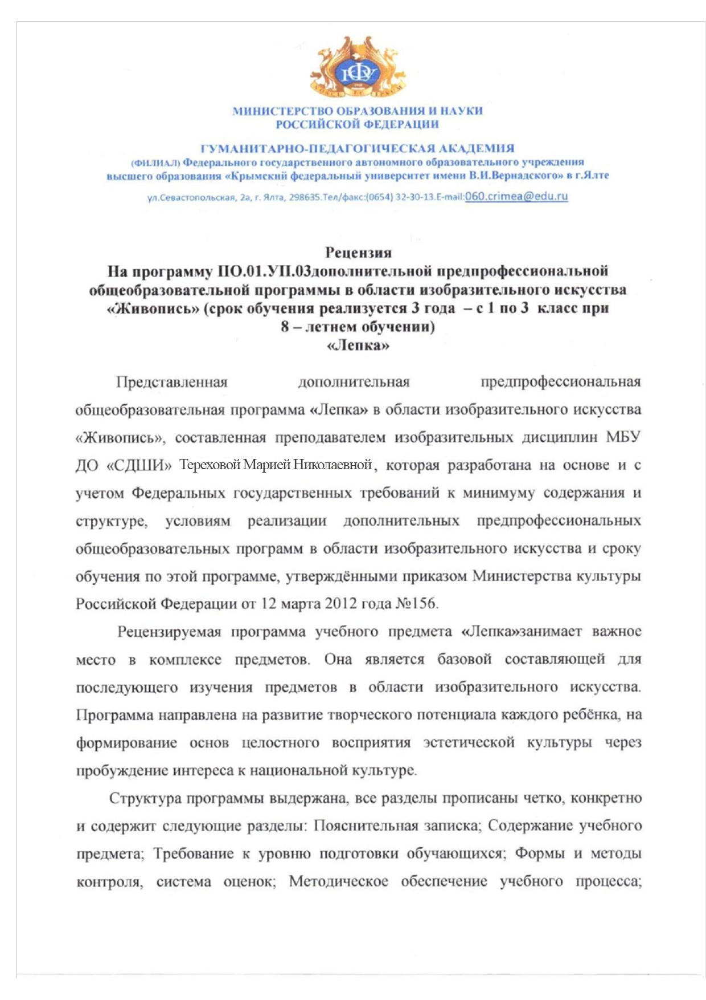 КФУ
NOSCE TE IPSUM
МИНИСТЕРСТВО ОБРАЗОВАНИЯ И НАУКИ
РОССИЙСКОЙ ФЕДЕРАЦИИ
ГУМАНИТАРНО-ПЕДАГОГИЧЕСКАЯ АКАДЕМИЯ
(ФИЛИАЛ) Федерального государственного автономного образовательного учреждения
высшего образования «Крымский федеральный университет имени В.И.Вернадского» в г.Ялте
ул.Севастопольская, 2а, г. Ялта, 298635.Тел/факс:(0654) 32-30-13.E-mail:060.crimea@edu.ru
Рецензия
На программу ПО.01.УП.03дополнительной предпрофессиональной
общеобразовательной программы в области изобразительного искусства
«Живопись» (срок обучения реализуется 3 года – с 1 по 3 класс при
8 – летнем обучении)
«Лепка»
Представленная дополнительная предпрофессиональная
общеобразовательная программа «Лепка» в области изобразительного искусства
«Живопись», составленная преподавателем изобразительных дисциплин МБУ
ДО «СДШИ» Тереховой Марией Николаевной, которая разработана на основе и с
учетом Федеральных государственных требований к минимуму содержания и
структуре, условиям реализации дополнительных предпрофессиональных
общеобразовательных программ в области изобразительного искусства и сроку
обучения по этой программе, утверждёнными приказом Министерства культуры
Российской Федерации от 12 марта 2012 года №156.
Рецензируемая программа учебного предмета «Лепка»занимает важное
место в комплексе предметов. Она является базовой составляющей для
последующего изучения предметов в области изобразительного искусства.
Программа направлена на развитие творческого потенциала каждого ребёнка, на
формирование основ целостного восприятия эстетической культуры через
пробуждение интереса к национальной культуре.
Структура программы выдержана, все разделы прописаны четко, конкретно
и содержит следующие разделы: Пояснительная записка; Содержание учебного
предмета; Требование к уровню подготовки обучающихся; Формы и методы
контроля, система оценок; Методическое обеспечение учебного процесса;